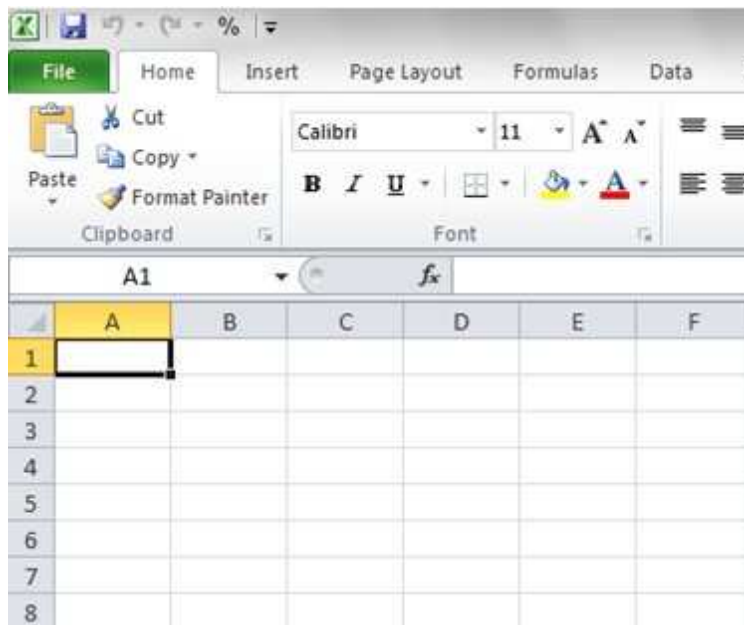 %
File Home Insert Page Layout Formulas Data
Cut
Calibri 11 A A
Copy
Paste
Format Painter
B I U A
Clipboard Font
A1 fx
A B C D E F
1
2
3
4
5
6
7
8